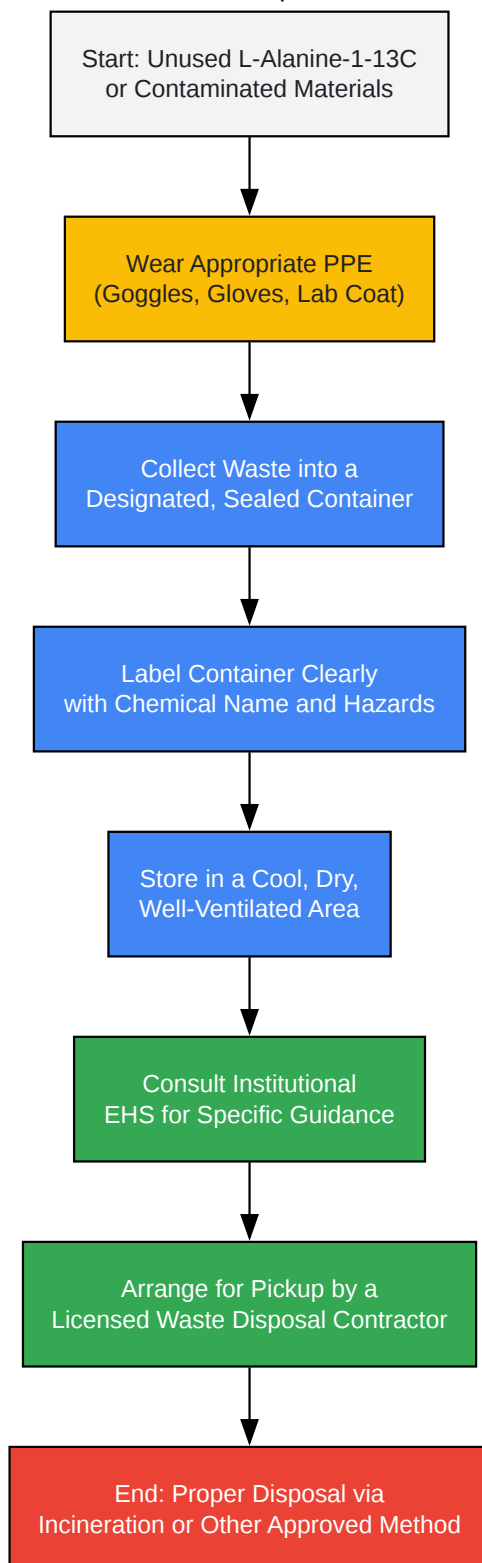 Start: Unused L-Alanine-1-13C
or Contaminated Materials
Wear Appropriate PPE
(Goggles, Gloves, Lab Coat)
Collect Waste into a
Designated, Sealed Container
Label Container Clearly
with Chemical Name and Hazards
Store in a Cool, Dry,
Well-Ventilated Area
Consult Institutional
EHS for Specific Guidance
Arrange for Pickup by a
Licensed Waste Disposal Contractor
End: Proper Disposal via
Incineration or Other Approved Method